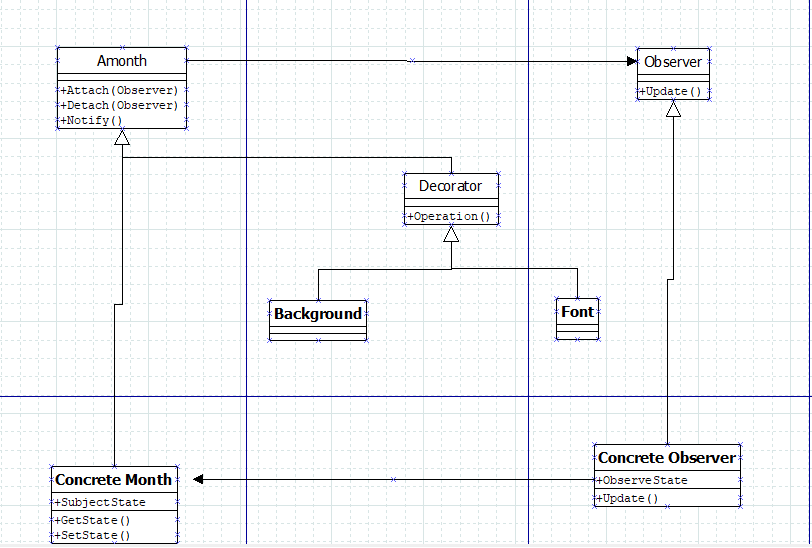 Amonth
+Attach(Observer)
+Detach(Observer)
+Notify()
Observer
+Update()
Decorator
+Operation()
Background
Font
Concrete Month
+SubjectState
+GetState()
+SetState()
Concrete Observer
+ObserveState
+Update()